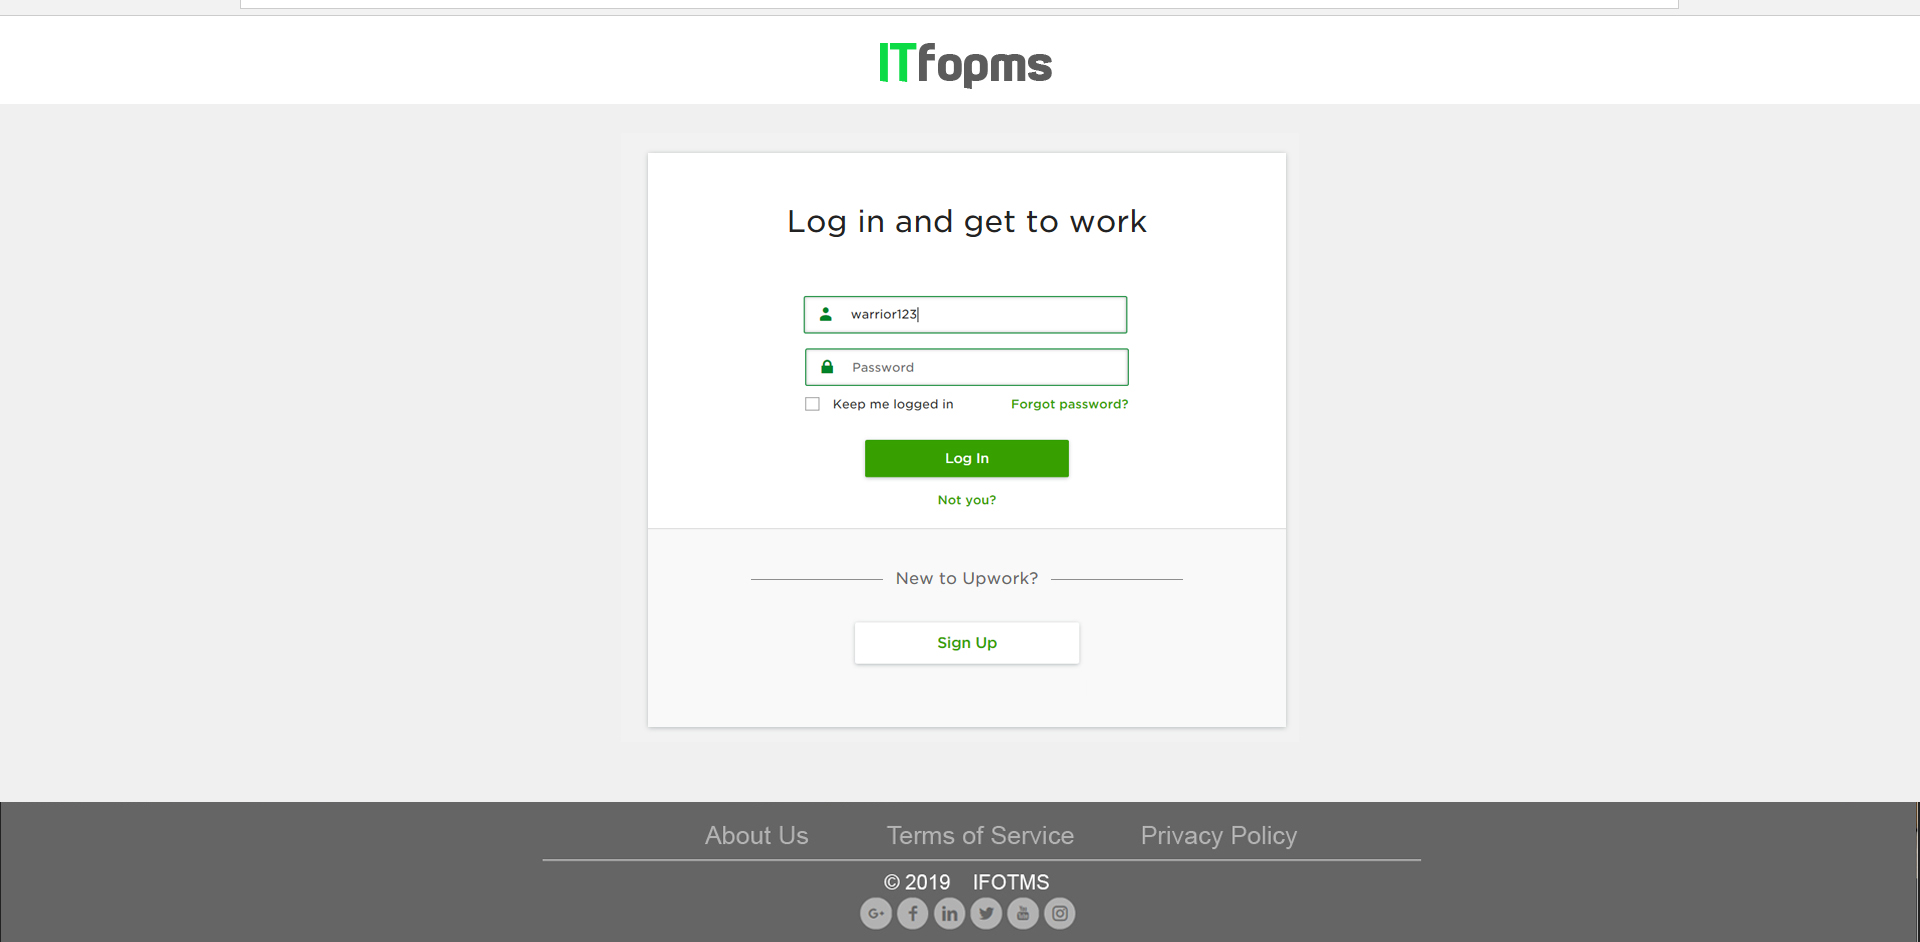 ITfopms
Log in and get to work
warrior123
Password
Keep me logged in Forgot password?
Log In
Not you?
New to Upwork?
Sign Up
About Us Terms of Service Privacy Policy
© 2019 IFOTMS